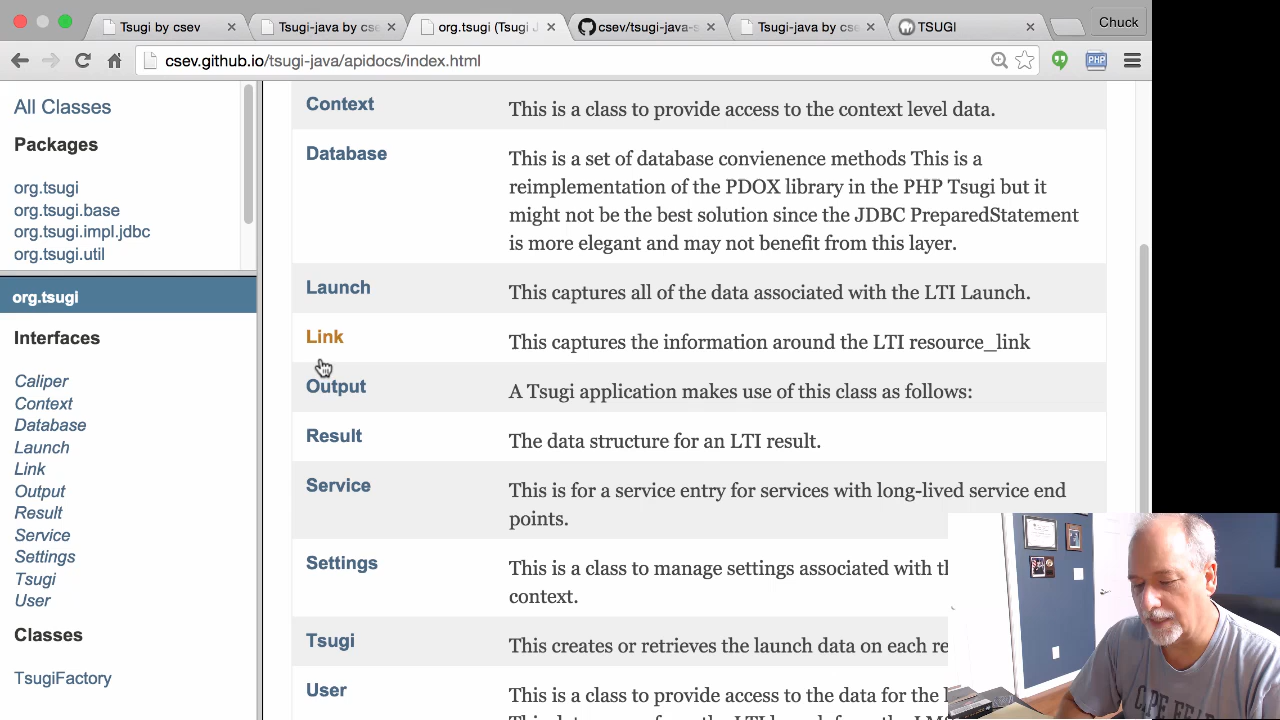 Tsugi by csev
Tsugi-java by cse
org.tsugi (Tsugi J
csev/tsugi-java-s
Tsugi-java by cse
TSUGI
Chuck
csev.github.io/tsugi-java/apidocs/index.html
PHP
All Classes
Packages
org.tsugi
org.tsugi.base
org.tsugi.impl.jdbc
org.tsugi.util
org.tsugi
Interfaces
Caliper
Context
Database
Launch
Link
Output
Result
Service
Settings
Tsugi
User
Classes
TsugiFactory
Context
This is a class to provide access to the context level data.
Database
This is a set of database convienence methods This is a
reimplementation of the PDOX library in the PHP Tsugi but it
might not be the best solution since the JDBC PreparedStatement
is more elegant and may not benefit from this layer.
Launch
This captures all of the data associated with the LTI Launch.
Link
This captures the information around the LTI resource_link
Output
A Tsugi application makes use of this class as follows:
Result
The data structure for an LTI result.
Service
This is for a service entry for services with long-lived service end
points.
Settings
This is a class to manage settings associated with
context.
Tsugi
This creates or retrieves the launch data on each re
User
This is a class to provide access to the data for the
CAPE FEAR